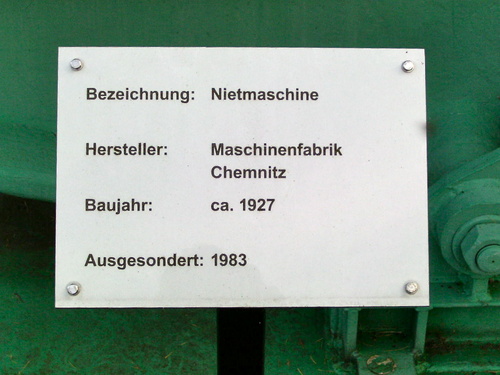 Bezeichnung: Nietmaschine
Hersteller: Maschinenfabrik
Chemnitz
Baujahr: ca. 1927
Ausgesondert: 1983